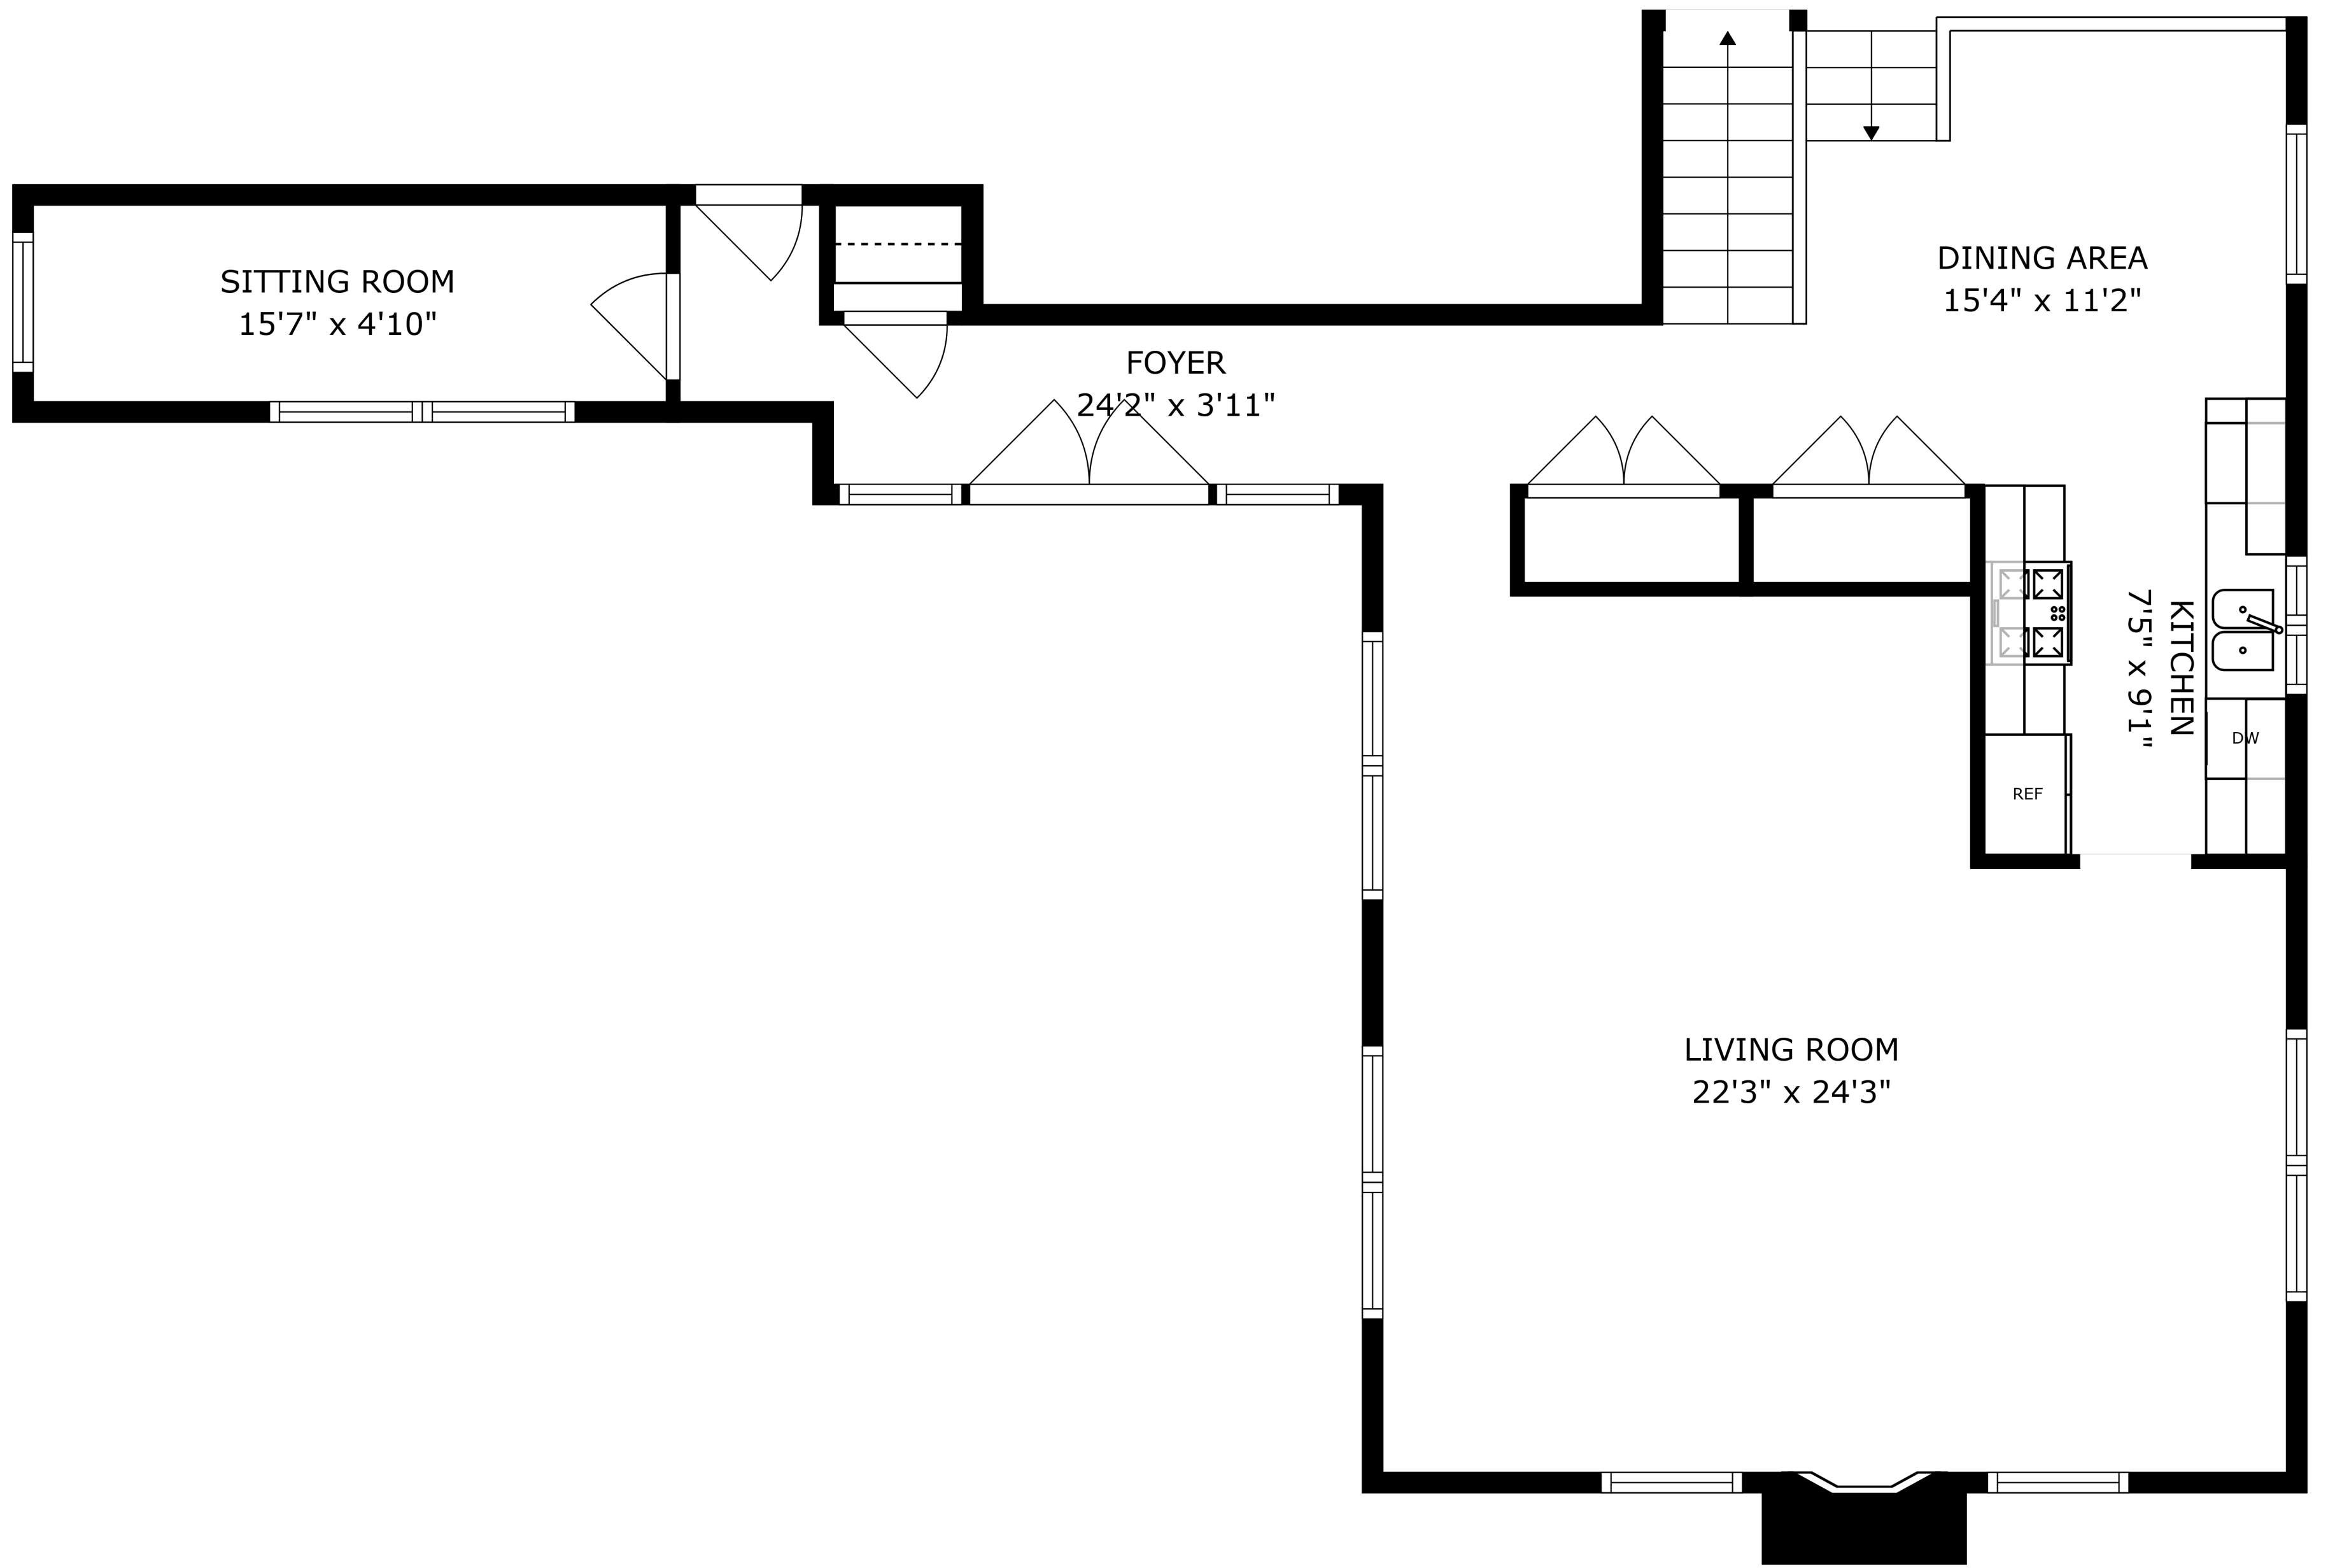 DINING AREA
15'4" x 11'2"
SITTING ROOM
15'7" x 4'10"
FOYER
24'2" x 3'11"
KITCHEN
7'5" x 9'1"
DW
REF
LIVING ROOM
22'3" x 24'3"